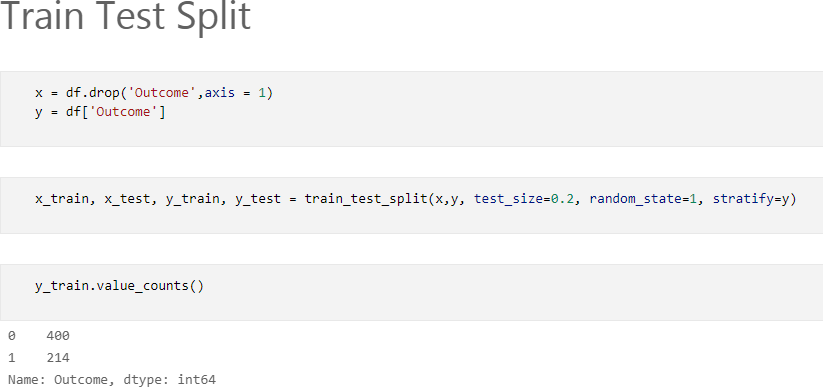 Train Test Split
x = df.drop('Outcome',axis = 1)
y = df['Outcome']
x_train, x_test, y_train, y_test = train_test_split(x,y, test_size=0.2, random_state=1, stratify=y)
y_train.value_counts()
0    400
1    214
Name: Outcome, dtype: int64